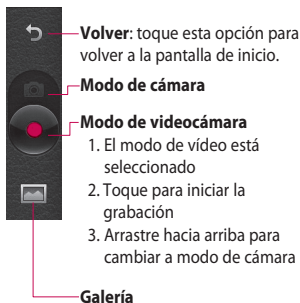 Volver: toque esta opción para
volver a la pantalla de inicio.
Modo de cámara
Modo de videocámara
1. El modo de vídeo está
seleccionado
2. Toque para iniciar la
grabación
3. Arrastre hacia arriba para
cambiar a modo de cámara
Galería